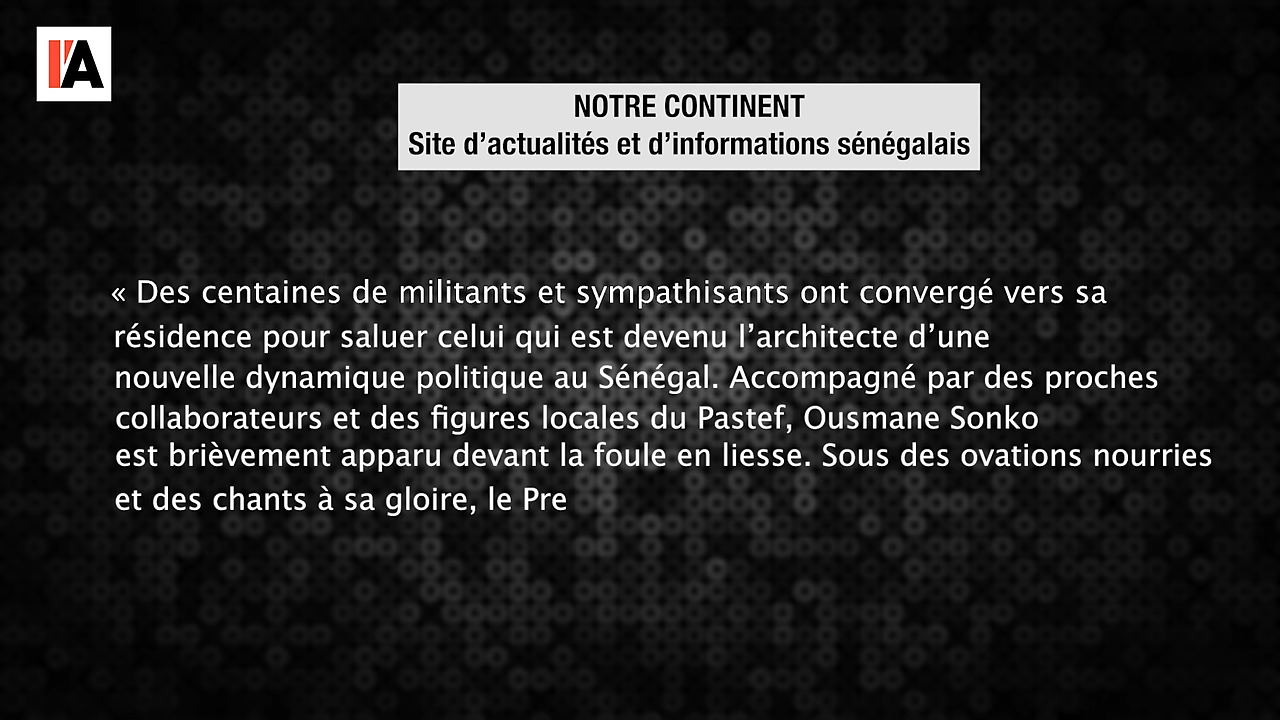 IA
NOTRE CONTINENT
Site d’actualités et d’informations sénégalais
« Des centaines de militants et sympathisants ont convergé vers sa
résidence pour saluer celui qui est devenu l’architecte d’une
nouvelle dynamique politique au Sénégal. Accompagné par des proches
collaborateurs et des figures locales du Pastef, Ousmane Sonko
est brièvement apparu devant la foule en liesse. Sous des ovations nourries
et des chants à sa gloire, le Pre